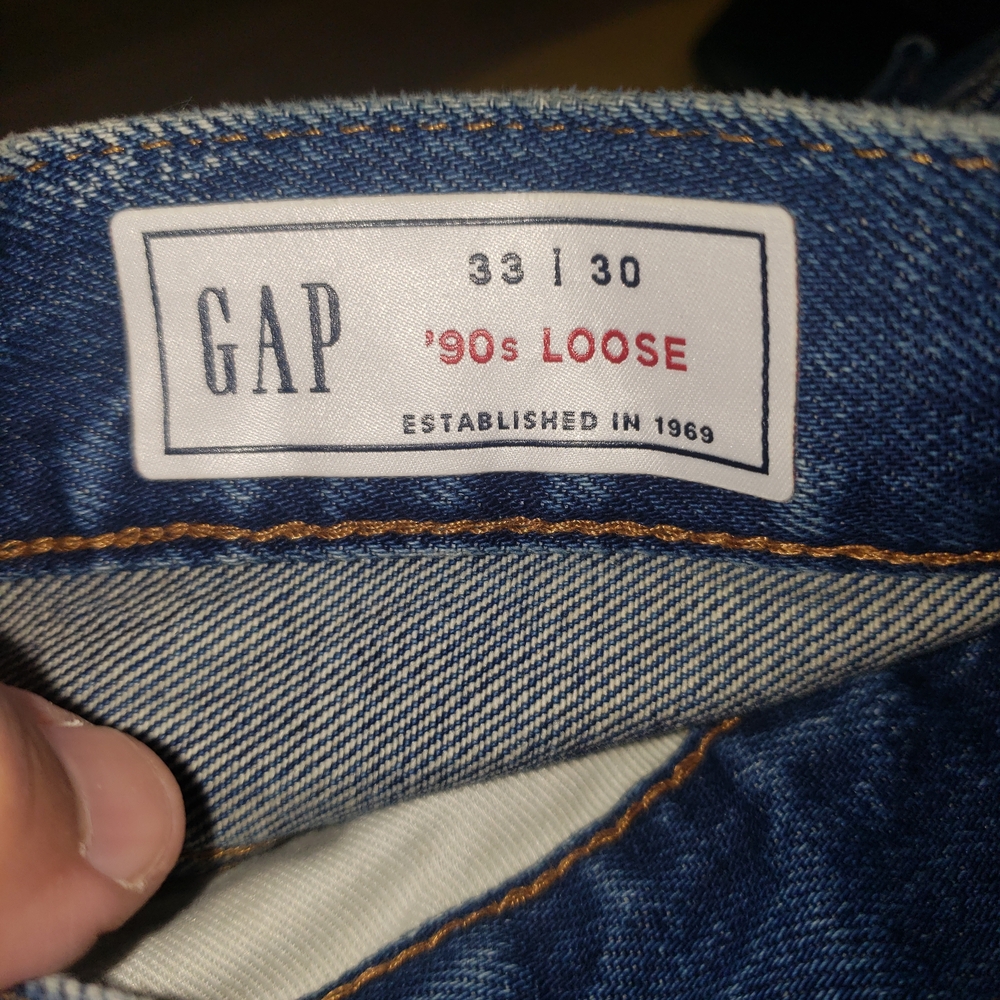 GAP
33 | 30
'90s LOOSE
ESTABLISHED IN 1969